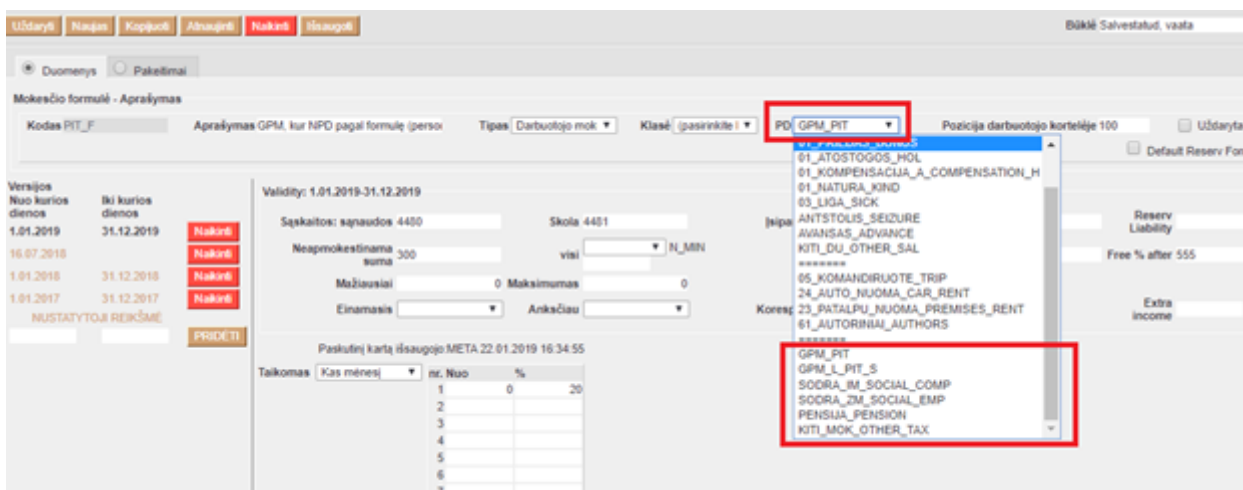 Uždaryti Naujas Kopijuoti Atnaujinti Naikinti Išsaugoti Būklė Salvestatud, vaata
Duomenys Pakeitimai
Mokesčio formulė - Aprašymas
Kodas PIT_F Aprašymas GPM, kur NPD pagal formulę (person Tipas Darbuotojo mok Klasė (pasirinkite PD GPM_PIT Pozicija darbuotojo kortelėje 100 Uždaryta
Default Reserv For
01_PRIEDAS_BONUS
01_ATOSTOGOS_HOL
01_KOMPENSACIJA_A_COMPENSATION_H
01_NATURA_KIND
03_LIGA_SICK
ANTSTOLIS_SEIZURE
AVANSAS_ADVANCE
KITI_DU_OTHER_SAL
=======
05_KOMANDIRUOTE_TRIP
24_AUTO_NUOMA_CAR_RENT
23_PATALPU_NUOMA_PREMISES_RENT
61_AUTORINIAI_AUTHORS
=======
GPM_PIT
GPM_L_PIT_S
SODRA_IM_SOCIAL_COMP
SODRA_ZM_SOCIAL_EMP
PENSIJA_PENSION
KITI_MOK_OTHER_TAX
Versijos
Nuo kurios dienos Iki kurios dienos
1.01.2019 31.12.2019 Naikinti
16.07.2018 Naikinti
1.01.2018 31.12.2018 Naikinti
1.01.2017 31.12.2017 Naikinti
NUSTATYTOJI REIKŠMĖ
PRIDĖTI
Validity: 1.01.2019-31.12.2019
Sąskaitos: sąnaudos 4480 Skola 4481 Įsipa Reserv Liability
Neapmokestinama suma 300 visi N_MIN Free % after 555
Mažiausiai 0 Maksimumas 0
Einamasis Anksčiau Koresp Extra income
Paskutinį kartą išsaugojo:META 22.01.2019 16:34:55
Taikomas Kas mėnesį nr. Nuo %
1 0 20
2
3
4
5
6